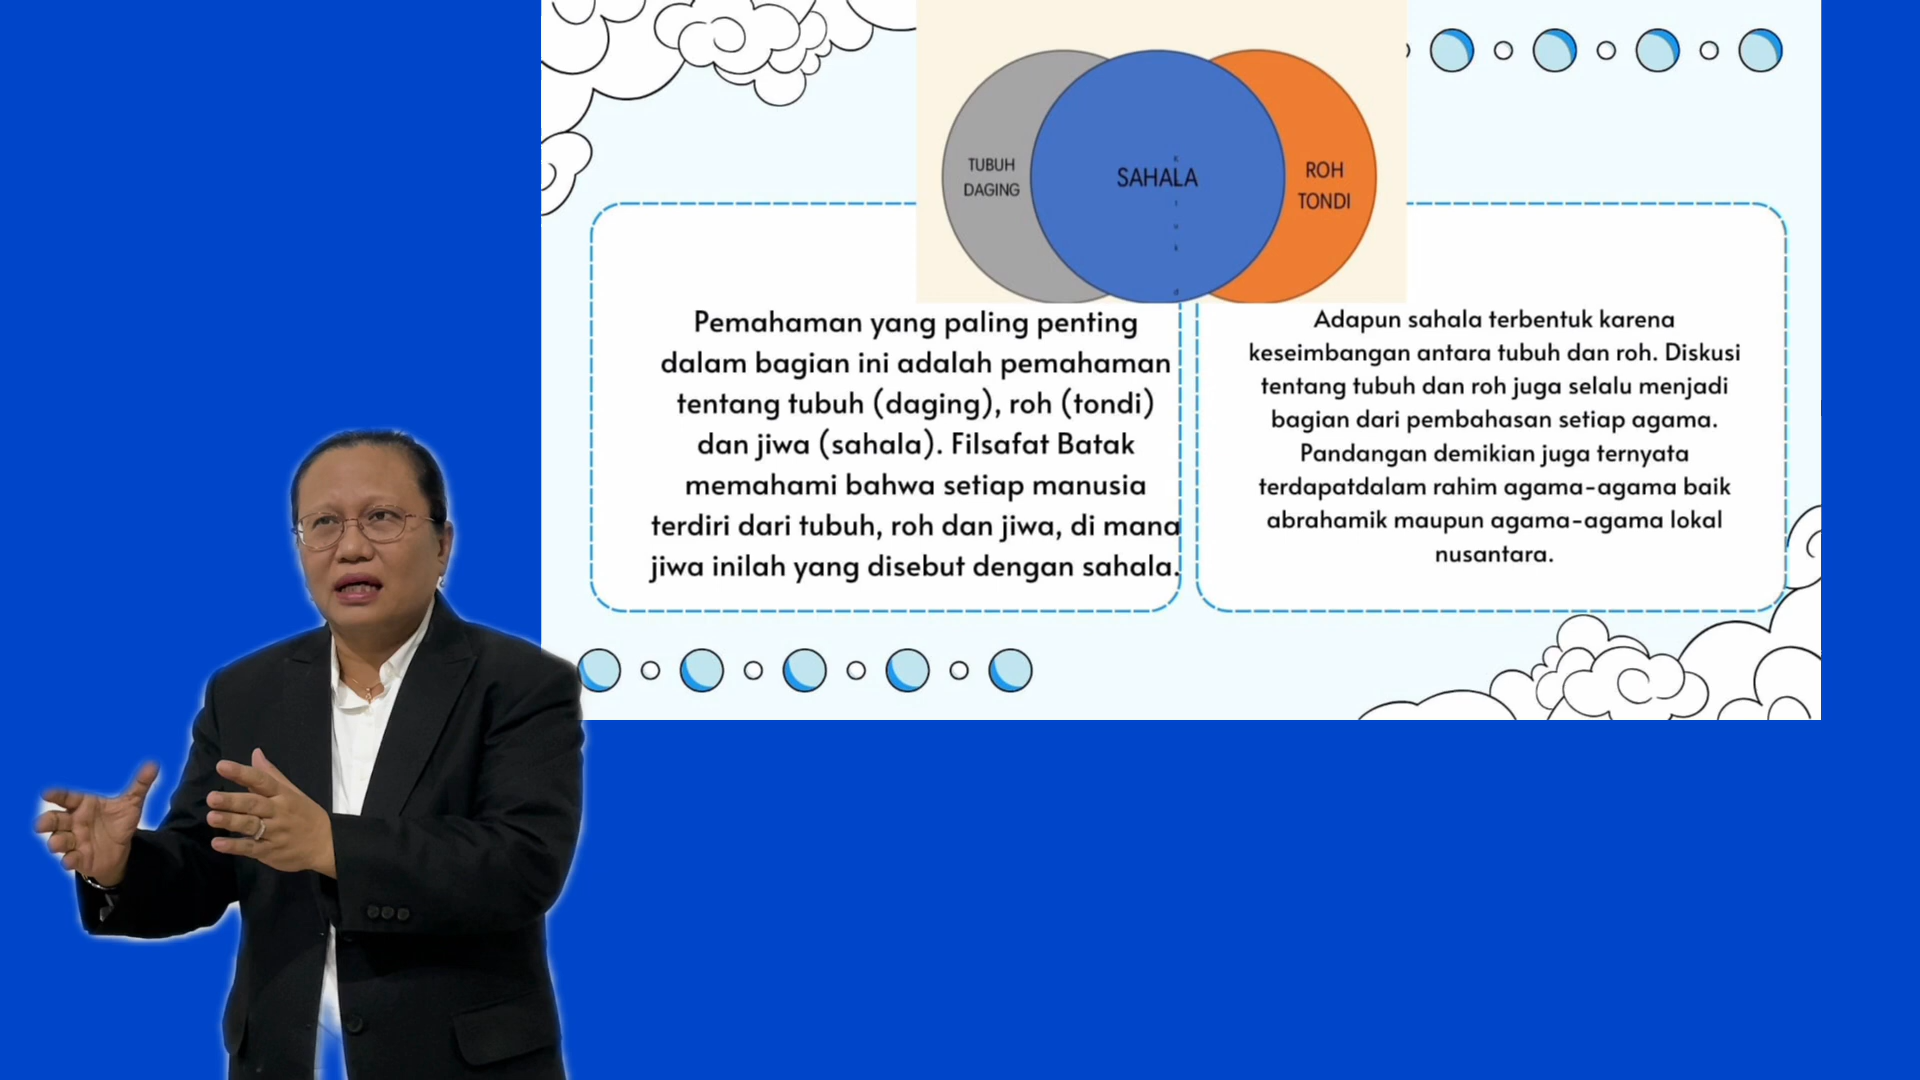 TUBUH
DAGING
SAHALA
ROH
TONDI
Pemahaman yang paling penting
dalam bagian ini adalah pemahaman
tentang tubuh (daging), roh (tondi)
dan jiwa (sahala). Filsafat Batak
memahami bahwa setiap manusia
terdiri dari tubuh, roh dan jiwa, di mana
jiwa inilah yang disebut dengan sahala.
Adapun sahala terbentuk karena
keseimbangan antara tubuh dan roh. Diskusi
tentang tubuh dan roh juga selalu menjadi
bagian dari pembahasan setiap agama.
Pandangan demikian juga ternyata
terdapatdalam rahim agama-agama baik
abrahamik maupun agama-agama lokal
nusantara.